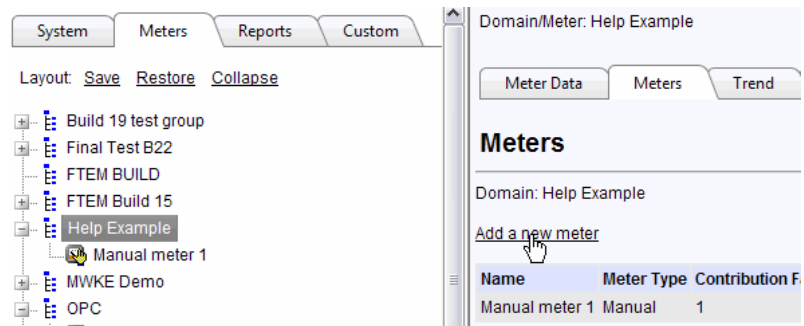 System Meters Reports Custom
Layout: Save Restore Collapse
Build 19 test group
Final Test B22
FTEM BUILD
FTEM Build 15
Help Example
Manual meter 1
MWKE Demo
OPC
Domain/Meter: Help Example
Meter Data Meters Trend
Meters
Domain: Help Example
Add a new meter
Name Meter Type Contribution
Manual meter 1 Manual 1